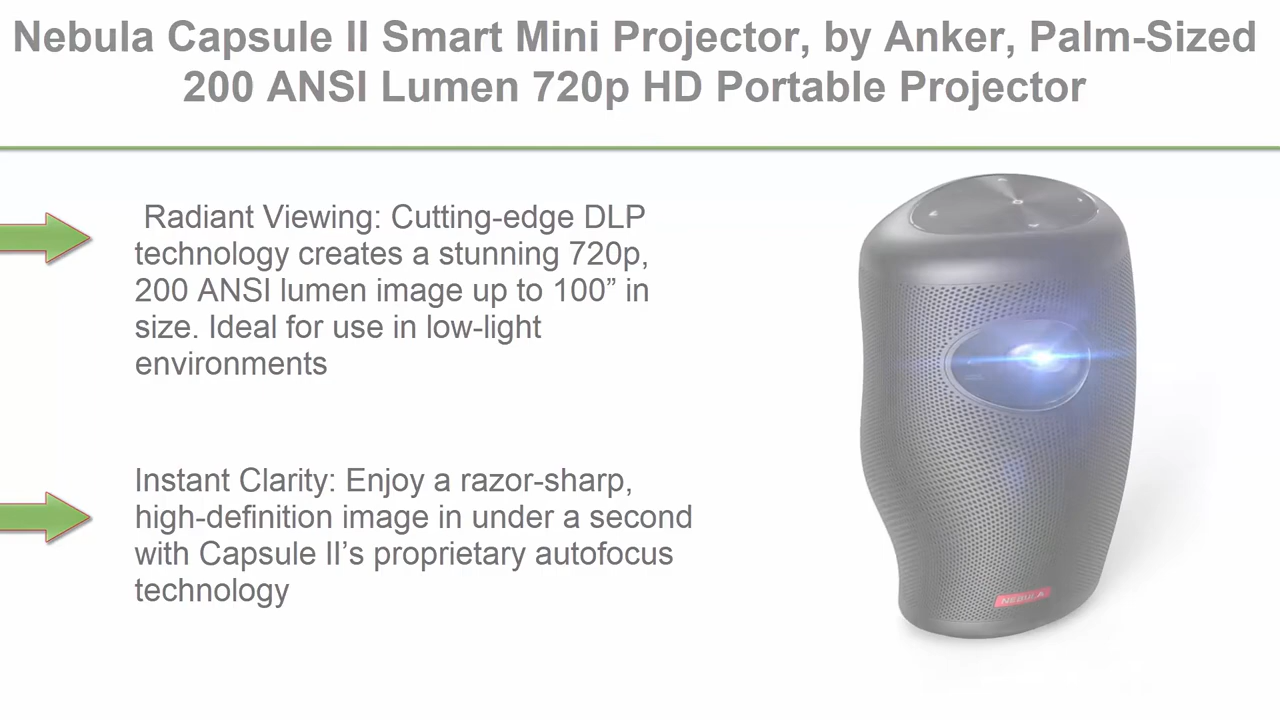 Nebula Capsule II Smart Mini Projector, by Anker, Palm-Sized
200 ANSI Lumen 720p HD Portable Projector
Radiant Viewing: Cutting-edge DLP
technology creates a stunning 720p,
200 ANSI lumen image up to 100” in
size. Ideal for use in low-light
environments
Instant Clarity: Enjoy a razor-sharp,
high-definition image in under a second
with Capsule II’s proprietary autofocus
technology
NEBULA